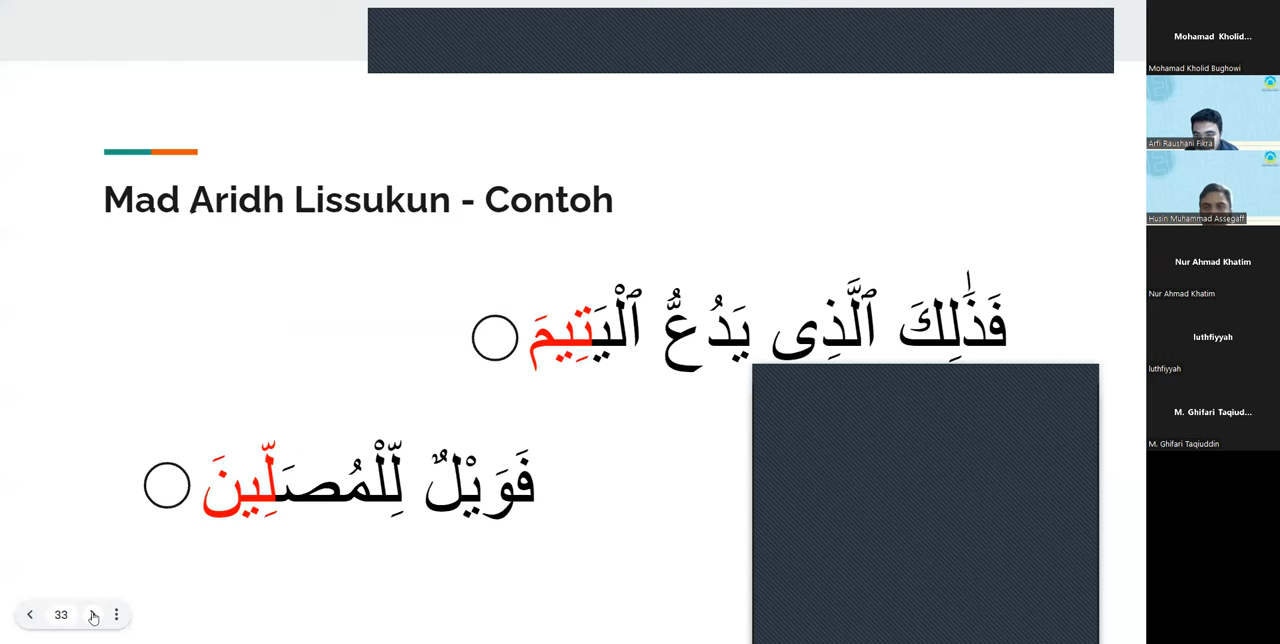 Mad Aridh Lissukun - Contoh
فَذَٰلِكَ ٱلَّذِى يَدُعُّ ٱلْيَتِيمَ
فَوَيْلٌ لِّلْمُصَلِّينَ
33
Mohamad Kholid...
Mohamad Kholid Bughowi
Arfi Raushani Fikra
Husin Muhammad Assegaff
Nur Ahmad Khatim
Nur Ahmad Khatim
luthfiyyah
luthfiyyah
M. Ghifari Taqiud...
M. Ghifari Taqiuddin